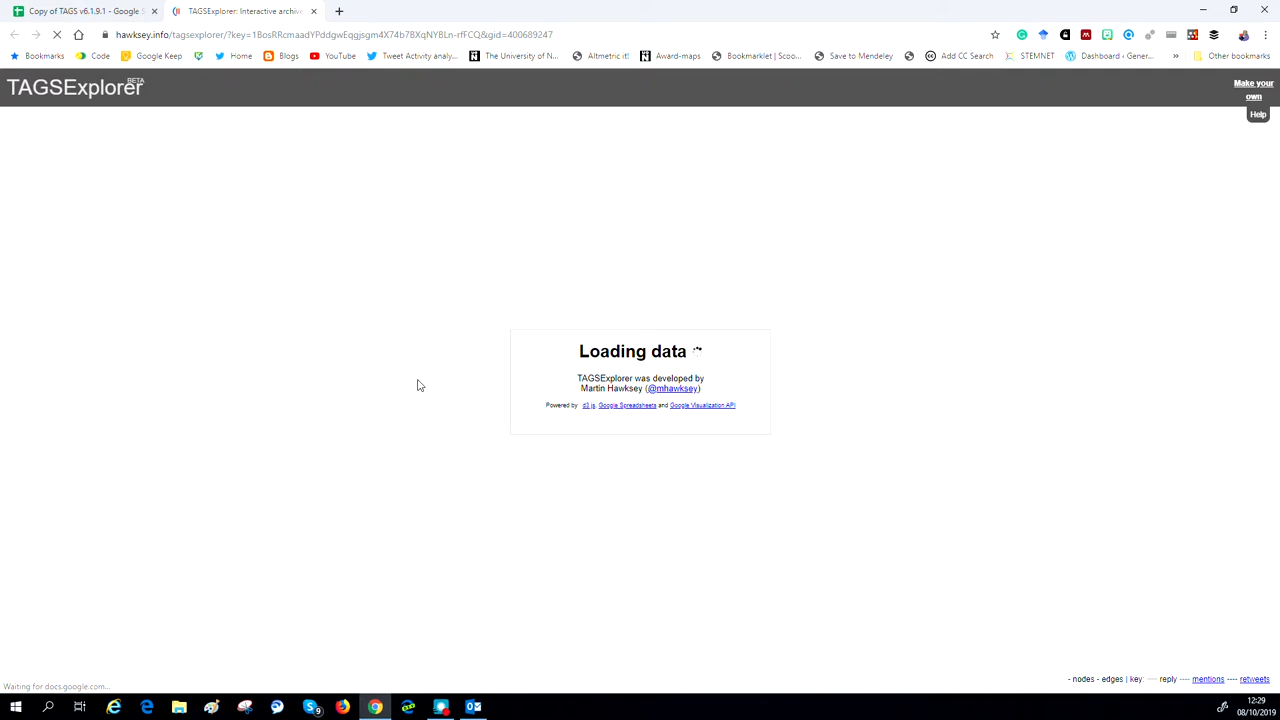 Copy of TAGS v6.1.9.1 - Google S
TAGSExplorer: Interactive archive
hawksey.info/tagsexplorer/?key=1BosRRcmaadYPddgwEqgjsgm4X74b7BXqNYBLn-rfFCQ&gid=400689247
Bookmarks
Code
Google Keep
Home
Blogs
YouTube
Tweet Activity analy...
The University of N...
Altmetric it!
Award-maps
Bookmarklet | Scoo...
Save to Mendeley
Add CC Search
STEMNET
Dashboard ‹ Gener...
»
Other bookmarks
TAGSExplorer BETA
Make your
own
Help
Loading data
TAGSExplorer was developed by
Martin Hawksey (@mhawksey)
Powered by d3.js, Google Spreadsheets and Google Visualization API
Waiting for docs.google.com...
- nodes - edges | key: ---- reply ---- mentions ---- retweets
12:29
08/10/2019